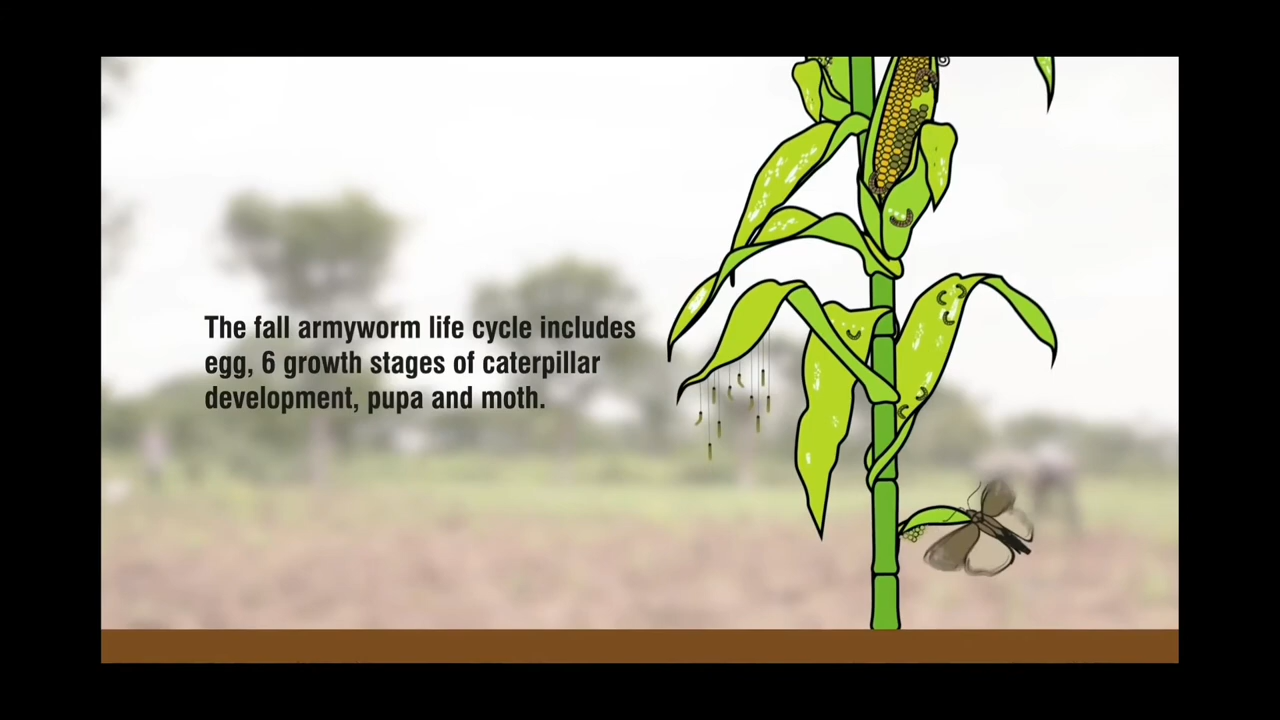 The fall armyworm life cycle includes
egg, 6 growth stages of caterpillar
development, pupa and moth.